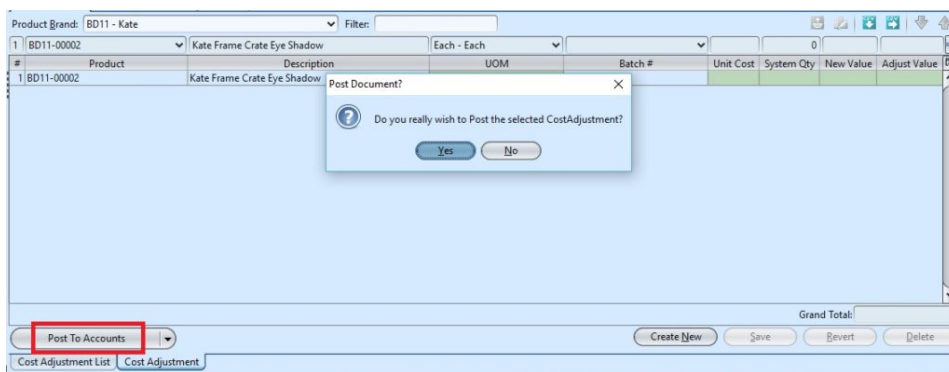 Product Brand: BD11 - Kate Filter:
1 BD11-00002 Kate Frame Crate Eye Shadow Each - Each 0
# Product Description UOM Batch # Unit Cost System Qty New Value Adjust Value
1 BD11-00002 Kate Frame Crate Eye Shadow
Post Document?
Do you really wish to Post the selected CostAdjustment?
Yes No
Grand Total:
Post To Accounts Create New Save Revert Delete
Cost Adjustment List Cost Adjustment